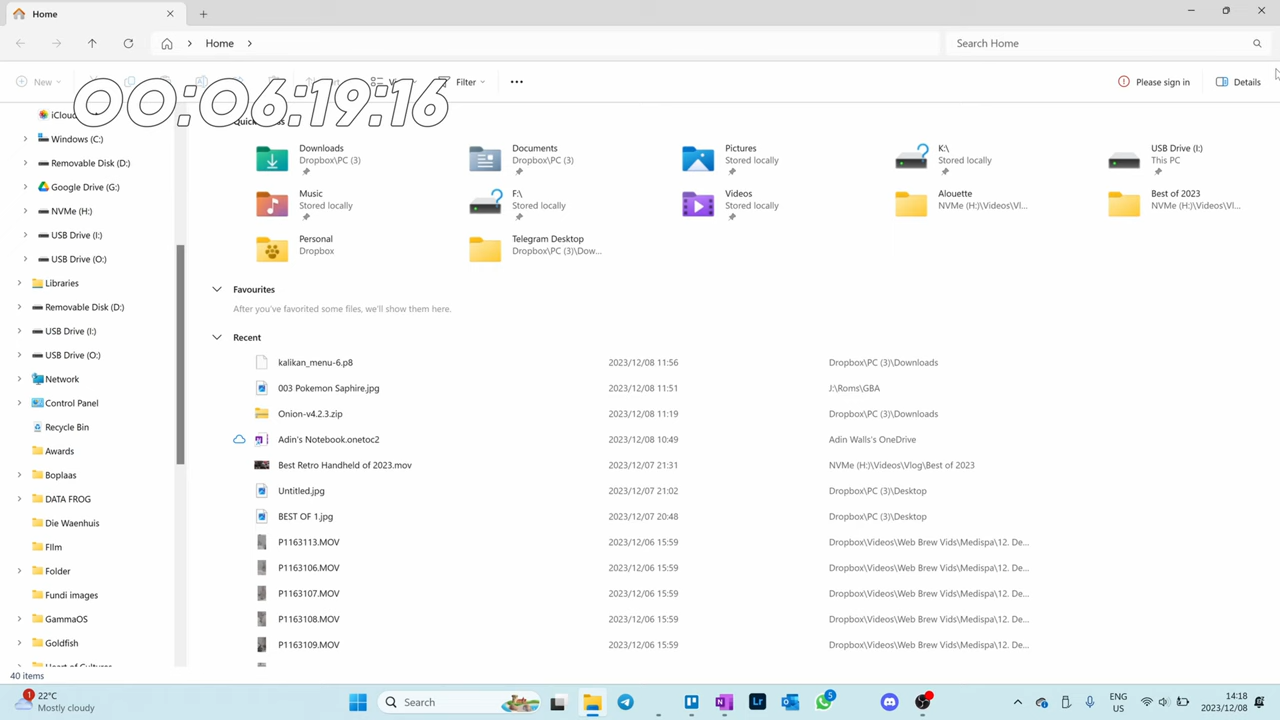 Home
Home
Search Home
New
Filter
Please sign in
Details
00:06:19:16
iCloud
Windows (C:)
Removable Disk (D:)
Google Drive (G:)
NVMe (H:)
USB Drive (I:)
USB Drive (O:)
Libraries
Removable Disk (D:)
USB Drive (I:)
USB Drive (O:)
Network
Control Panel
Recycle Bin
Awards
Boplaas
DATA FROG
Die Waenhuis
FIlm
Folder
Fundi images
GammaOS
Goldfish
Downloads
Dropbox\PC (3)
Documents
Dropbox\PC (3)
Pictures
Stored locally
K:\
Stored locally
USB Drive (I:)
This PC
Music
Stored locally
F:\
Stored locally
Videos
Stored locally
Alouette
NVMe (H:)\Videos\Vl...
Best of 2023
NVMe (H:)\Videos\Vl...
Personal
Dropbox
Telegram Desktop
Dropbox\PC (3)\Dow...
Favourites
After you've favorited some files, we'll show them here.
Recent
kalikan_menu-6.p8 2023/12/08 11:56 Dropbox\PC (3)\Downloads
003 Pokemon Saphire.jpg 2023/12/08 11:51 J:\Roms\GBA
Onion-v4.2.3.zip 2023/12/08 11:19 Dropbox\PC (3)\Downloads
Adin's Notebook.onetoc2 2023/12/08 10:49 Adin Walls's OneDrive
Best Retro Handheld of 2023.mov 2023/12/07 21:31 NVMe (H:)\Videos\Vlog\Best of 2023
Untitled.jpg 2023/12/07 21:02 Dropbox\PC (3)\Desktop
BEST OF 1.jpg 2023/12/07 20:48 Dropbox\PC (3)\Desktop
P1163113.MOV 2023/12/06 15:59 Dropbox\Videos\Web Brew Vids\Medispa\12. De...
P1163106.MOV 2023/12/06 15:59 Dropbox\Videos\Web Brew Vids\Medispa\12. De...
P1163107.MOV 2023/12/06 15:59 Dropbox\Videos\Web Brew Vids\Medispa\12. De...
P1163108.MOV 2023/12/06 15:59 Dropbox\Videos\Web Brew Vids\Medispa\12. De...
P1163109.MOV 2023/12/06 15:59 Dropbox\Videos\Web Brew Vids\Medispa\12. De...
40 items
1
22°C
Mostly cloudy
Search
Lr
5
ENG
US
14:18
2023/12/08